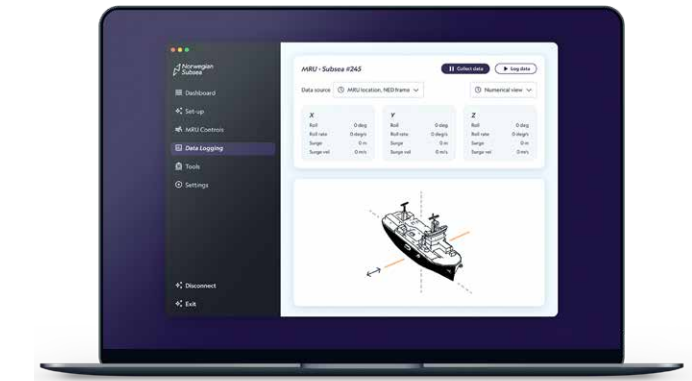 Norwegian
Subsea
Dashboard
Set-up
MRU Controls
Data Logging
Tools
Settings
Disconnect
Exit
MRU - Subsea #245
Collect data
Log data
Data source
MRU location, NED frame
Numerical view
X
Roll 0 deg
Roll rate 0 deg/s
Surge 0 m
Surge vel 0 m/s
Y
Roll 0 deg
Roll rate 0 deg/s
Surge 0 m
Surge vel 0 m/s
Z
Roll 0 deg
Roll rate 0 deg/s
Surge 0 m
Surge vel 0 m/s